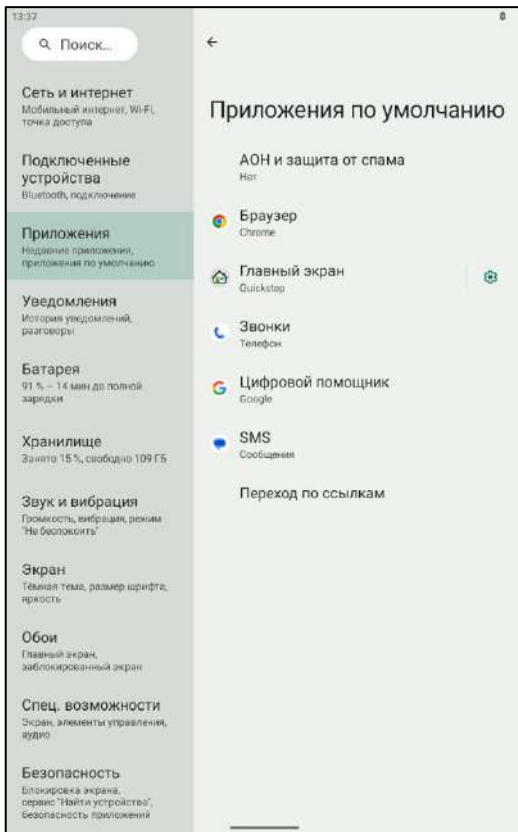 13:37
Поиск...
Сеть и интернет
Мобильный интернет, Wi-Fi,
точка доступа
Подключенные
устройства
Bluetooth, подключение
Приложения
Недавние приложения,
приложения по умолчанию
Уведомления
История уведомлений,
разговоры
Батарея
91 % – 14 мин до полной
зарядки
Хранилище
Занято 15 %, свободно 109 ГБ
Звук и вибрация
Громкость, вибрация, режим
"Не беспокоить"
Экран
Тёмная тема, размер шрифта,
яркость
Обои
Главный экран,
заблокированный экран
Спец. возможности
Экран, элементы управления,
аудио
Безопасность
Блокировка экрана,
сервис "Найти устройство",
безопасность приложений
Приложения по умолчанию
АОН и защита от спама
Нет
Браузер
Chrome
Главный экран
Quickstep
Звонки
Телефон
Цифровой помощник
Google
SMS
Сообщения
Переход по ссылкам